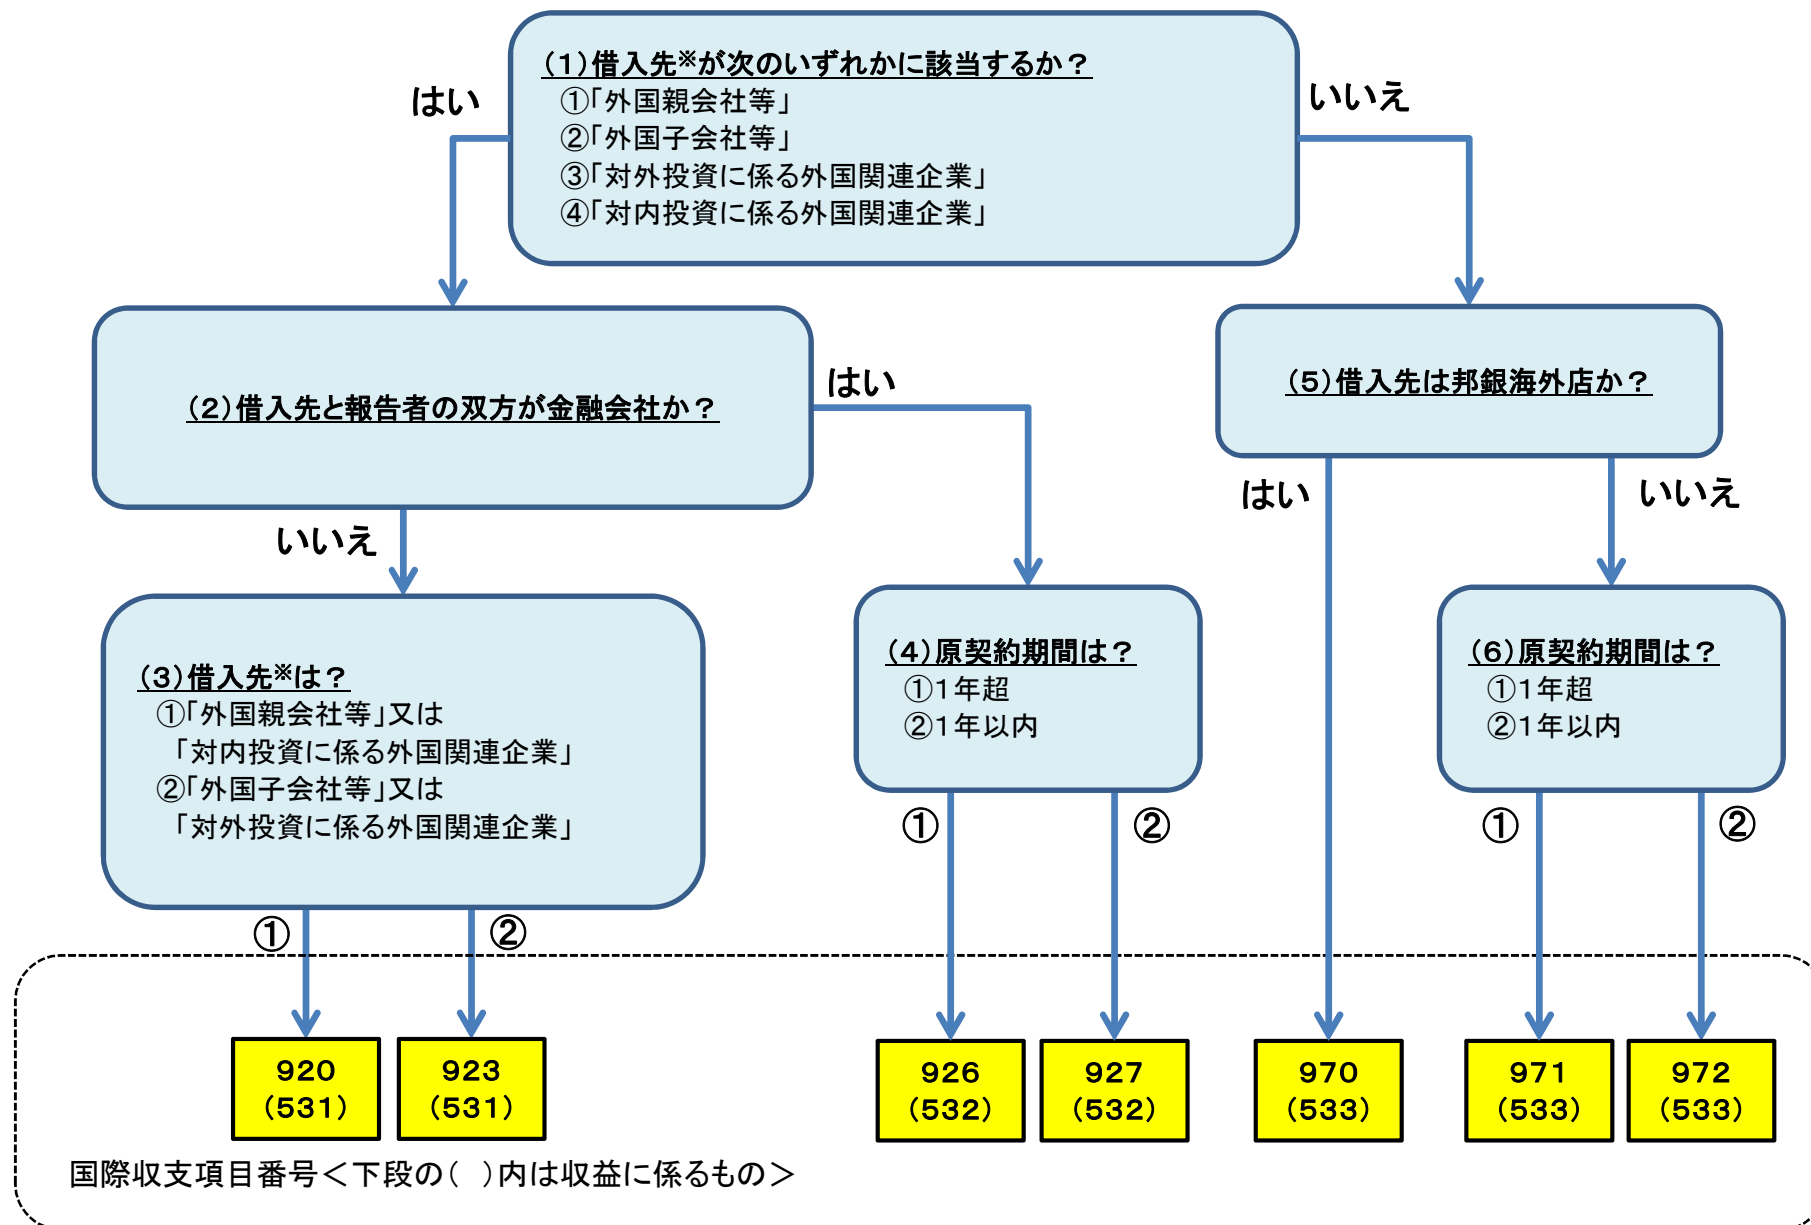 (1)借入先※が次のいずれかに該当するか？
①「外国親会社等」
②「外国子会社等」
③「対外投資に係る外国関連企業」
④「対内投資に係る外国関連企業」
はい
いいえ
(2)借入先と報告者の双方が金融会社か？
はい
(5)借入先は邦銀海外店か？
いいえ
はい
いいえ
(3)借入先※は？
①「外国親会社等」又は
「対内投資に係る外国関連企業」
②「外国子会社等」又は
「対外投資に係る外国関連企業」
(4)原契約期間は？
①１年超
②１年以内
(6)原契約期間は？
①１年超
②１年以内
①
②
①
②
①
②
９２０
（５３１）
９２３
（５３１）
９２６
（５３２）
９２７
（５３２）
９７０
（５３３）
９７１
（５３３）
９７２
（５３３）
国際収支項目番号＜下段の（　）内は収益に係るもの＞